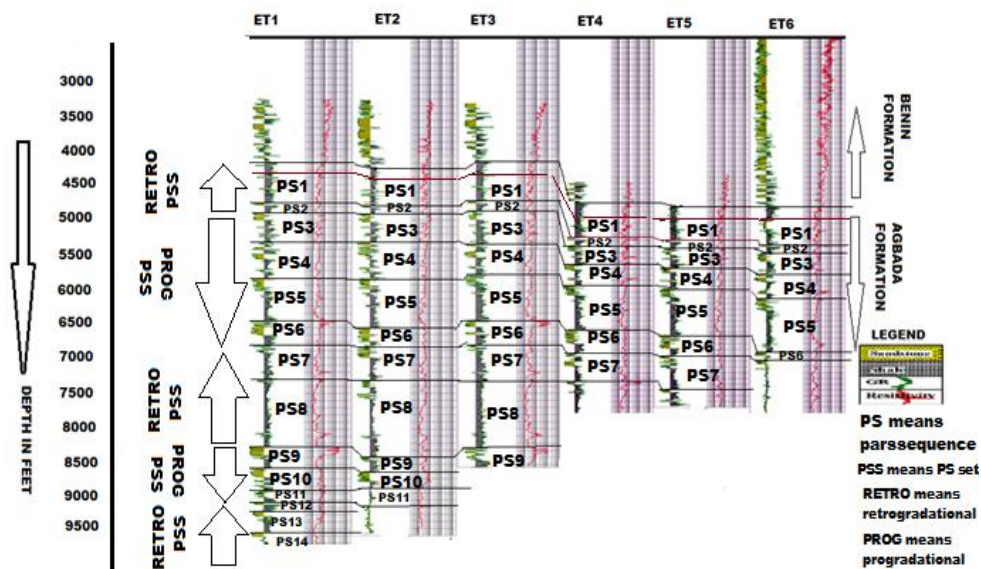 ET1 ET2 ET3 ET4 ET5 ET6
3000
3500
4000
4500
5000
5500
6000
6500
7000
7500
8000
8500
9000
9500
DEPTH IN FEET
RETRO
PSS
PROG
PSS
RETRO
PSS
PROG
PSS
RETRO
PSS
PS1
PS2
PS3
PS4
PS5
PS6
PS7
PS8
PS9
PS10
PS11
PS12
PS13
PS14
PS1
PS2
PS3
PS4
PS5
PS6
PS7
PS8
PS9
PS10
PS11
PS1
PS2
PS3
PS4
PS5
PS6
PS7
PS8
PS9
PS1
PS2
PS3
PS4
PS5
PS6
PS7
PS1
PS2
PS3
PS4
PS5
PS6
PS7
PS1
PS2
PS3
PS4
PS5
PS6
BENIN
FORMATION
AGBADA
FORMATION
LEGEND
Sandstone
Shale
GR
Resistivity
PS means
parssequence
PSS means PS set
RETRO means
retrogradational
PROG means
progradational